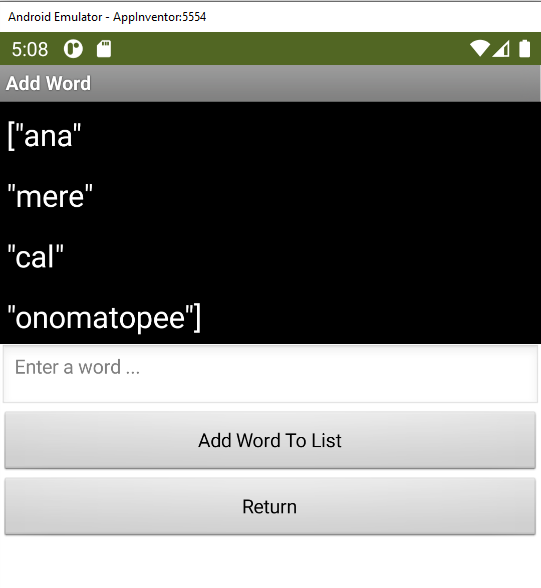 Android Emulator - AppInventor:5554
5:08
Add Word
["ana"
"mere"
"cal"
"onomatopee"]
Enter a word ...
Add Word To List
Return